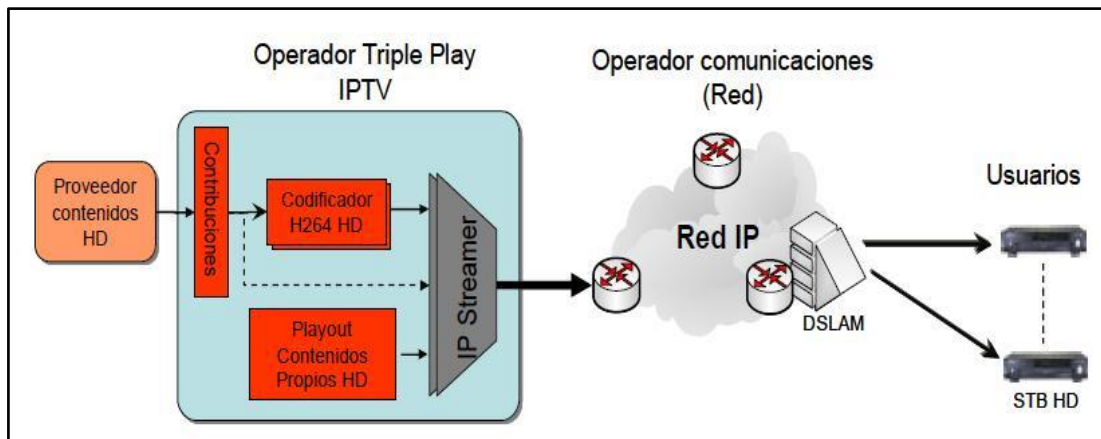 Operador Triple Play
IPTV
Operador comunicaciones
(Red)
Usuarios
Proveedor
contenidos
HD
Contribuciones
Codificador
H264 HD
Playout
Contenidos
Propios HD
IP Streamer
Red IP
DSLAM
STB HD